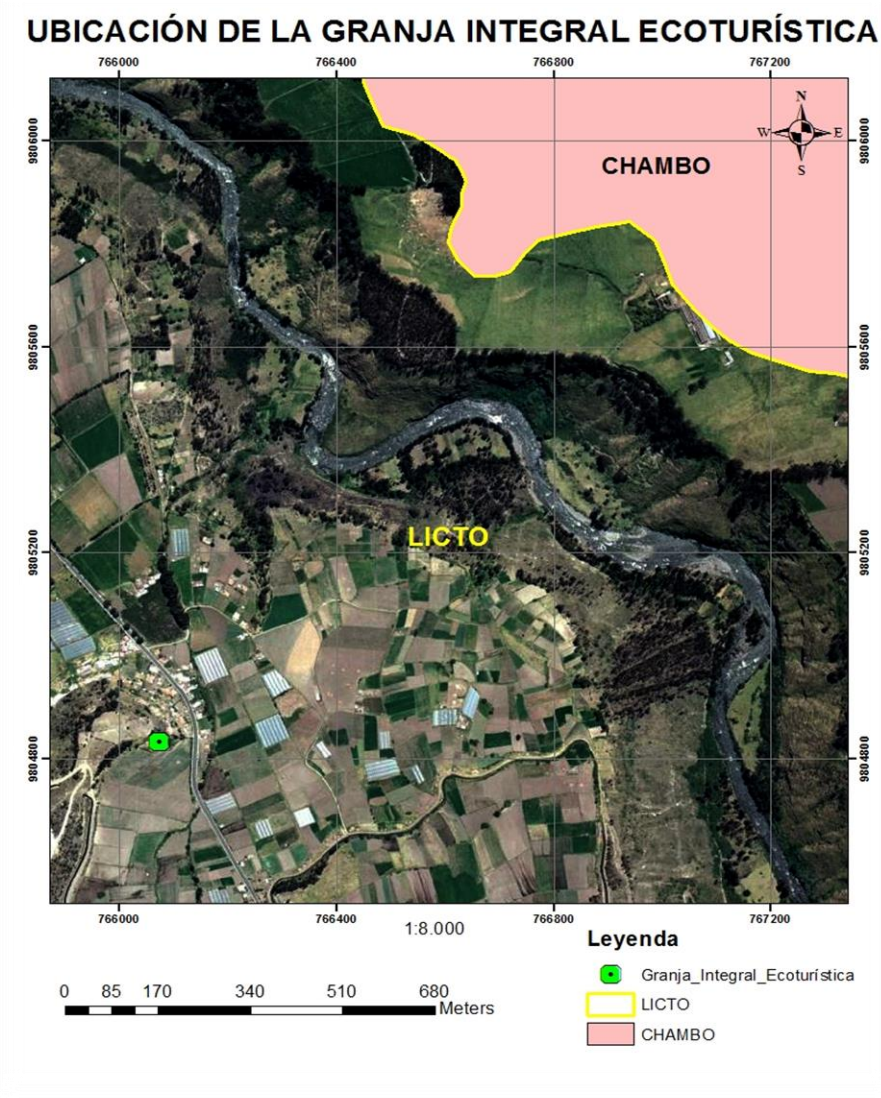 UBICACIÓN DE LA GRANJA INTEGRAL ECOTURÍSTICA
766000 766400 766800 767200
N
W E
S
9806000 9806000
CHAMBO
9805600 9805600
LICTO
9805200 9805200
9804800 9804800
766000 766400 766800 767200
1:8.000
Leyenda
Granja_Integral_Ecoturística
LICTO
CHAMBO
0 85 170 340 510 680
Meters